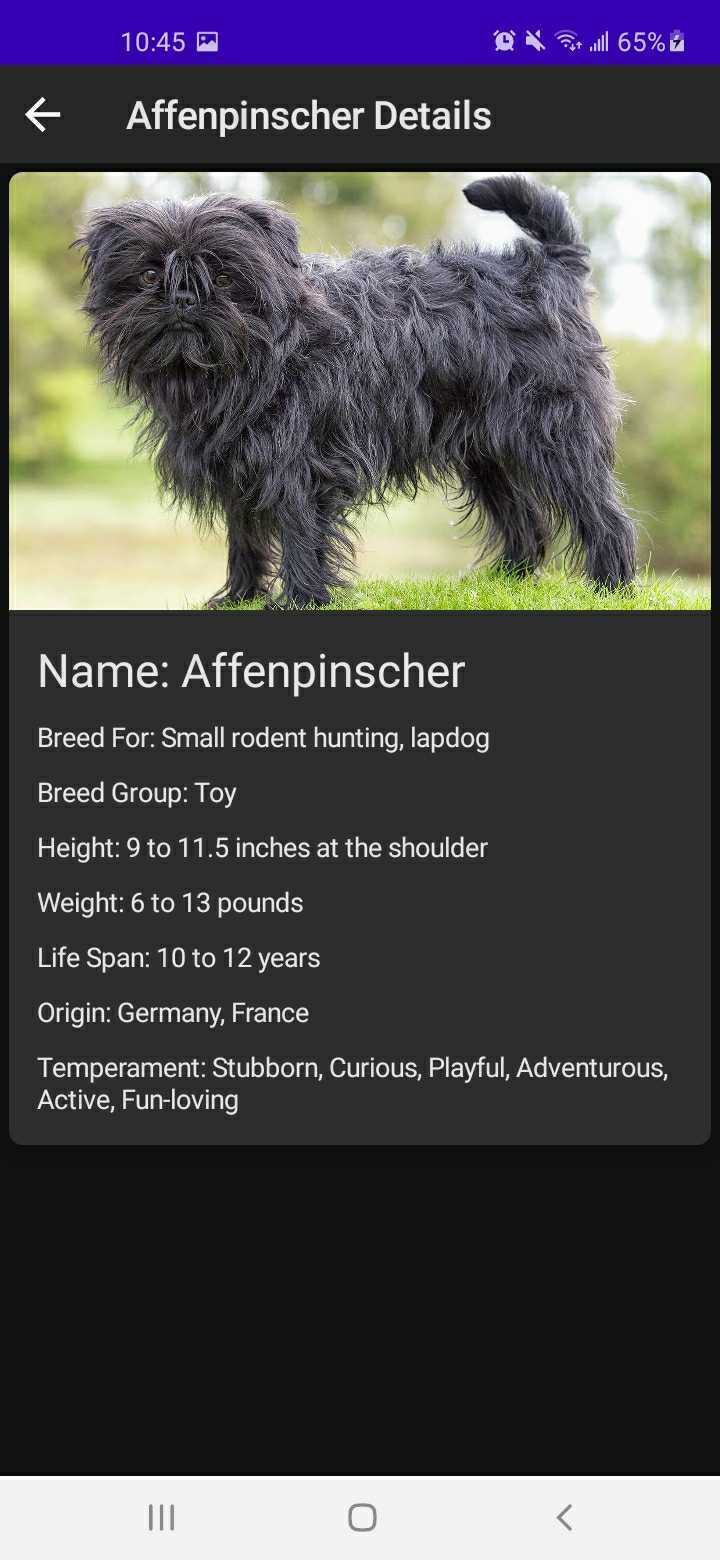 10:45 65%
Affenpinscher Details
Name: Affenpinscher
Breed For: Small rodent hunting, lapdog
Breed Group: Toy
Height: 9 to 11.5 inches at the shoulder
Weight: 6 to 13 pounds
Life Span: 10 to 12 years
Origin: Germany, France
Temperament: Stubborn, Curious, Playful, Adventurous,
Active, Fun-loving